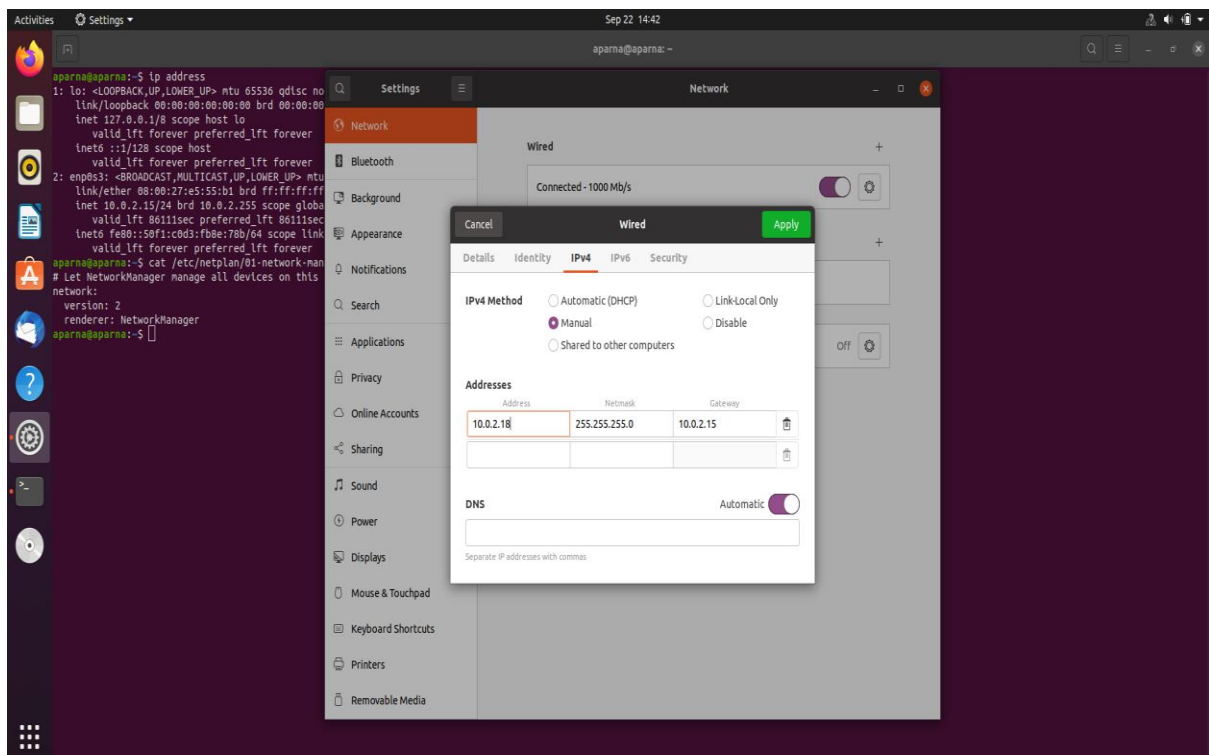 Activities Settings Sep 22 14:42
aparna@aparna: ~
aparna@aparna:~$ ip address
1: lo: <LOOPBACK,UP,LOWER_UP> mtu 65536 qdisc no
link/loopback 00:00:00:00:00:00 brd 00:00:00
inet 127.0.0.1/8 scope host lo
valid_lft forever preferred_lft forever
inet6 ::1/128 scope host
valid_lft forever preferred_lft forever
2: enp0s3: <BROADCAST,MULTICAST,UP,LOWER_UP> mtu
link/ether 08:00:27:e5:55:b1 brd ff:ff:ff:ff
inet 10.0.2.15/24 brd 10.0.2.255 scope globa
valid_lft 86111sec preferred_lft 86111sec
inet6 fe80::50f1:c0d3:fb8e:78b/64 scope link
valid_lft forever preferred_lft forever
aparna@aparna:~$ cat /etc/netplan/01-network-man
# Let NetworkManager manage all devices on this
network:
version: 2
renderer: NetworkManager
aparna@aparna:~$
Settings
Network
Bluetooth
Background
Appearance
Notifications
Search
Applications
Privacy
Online Accounts
Sharing
Sound
Power
Displays
Mouse & Touchpad
Keyboard Shortcuts
Printers
Removable Media
Network
Wired
Connected - 1000 Mb/s
Off
Cancel Wired Apply
Details Identity IPv4 IPv6 Security
IPv4 Method Automatic (DHCP) Link-Local Only
Manual Disable
Shared to other computers
Addresses
Address Netmask Gateway
10.0.2.18 255.255.255.0 10.0.2.15
DNS Automatic
Separate IP addresses with commas